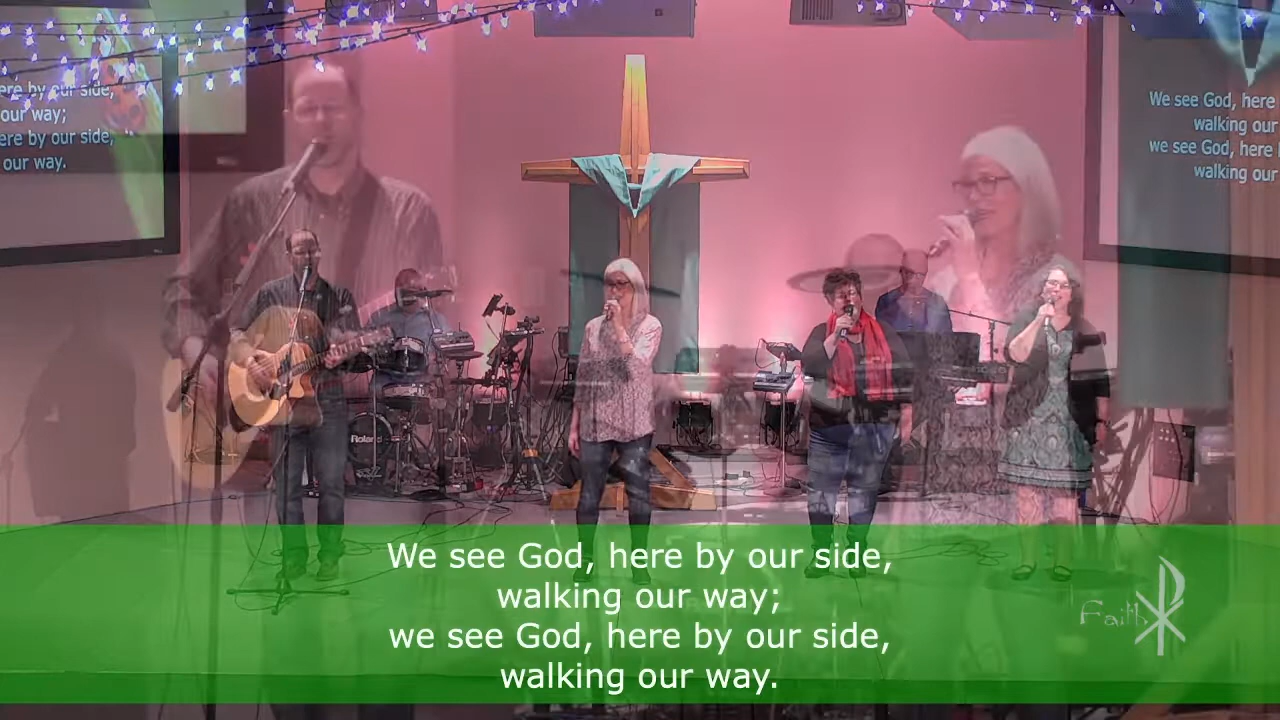 ere by our side,
our way;
ere by our side,
our way.
We see God, here
walking our
we see God, here
walking our
Roland
We see God, here by our side,
walking our way;
we see God, here by our side,
walking our way.
Faith